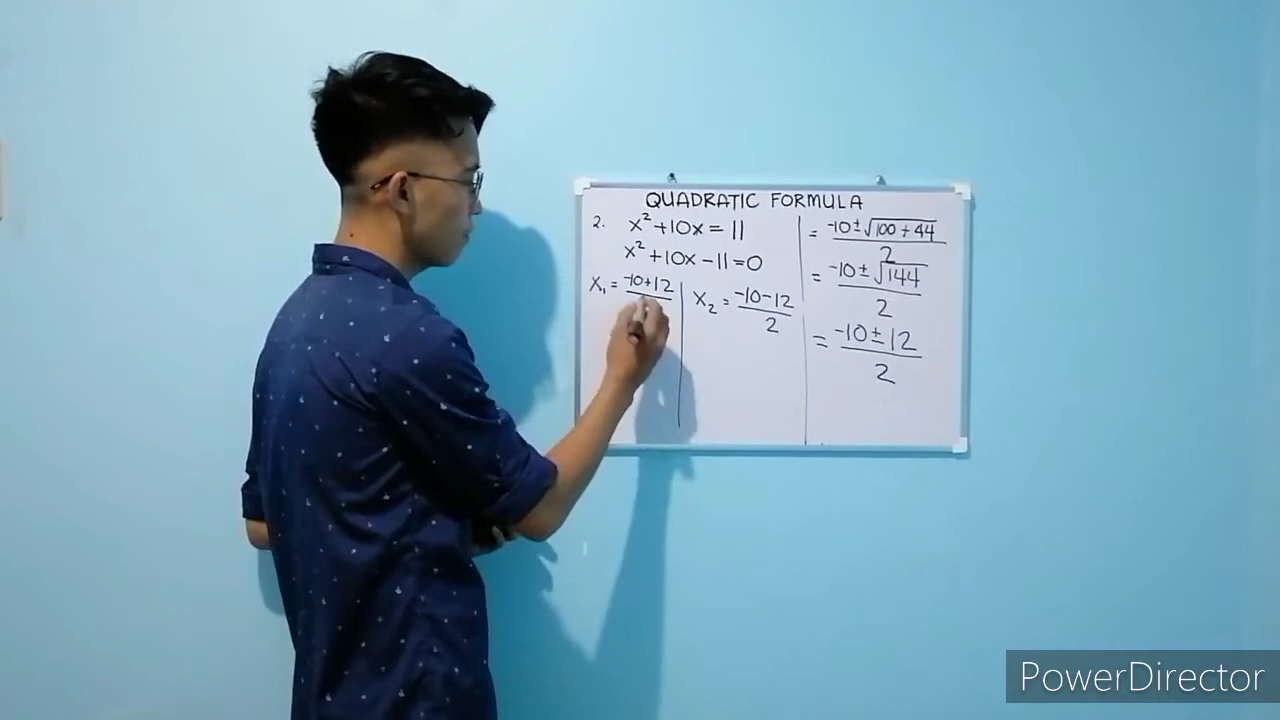 QUADRATIC FORMULA
2. x² + 10x = 11
x² + 10x - 11 = 0
x₁ = -10+12
x₂ = -10-12
2
= -10 ± √100 + 44
2
= -10 ± √144
2
= -10 ± 12
2
PowerDirector